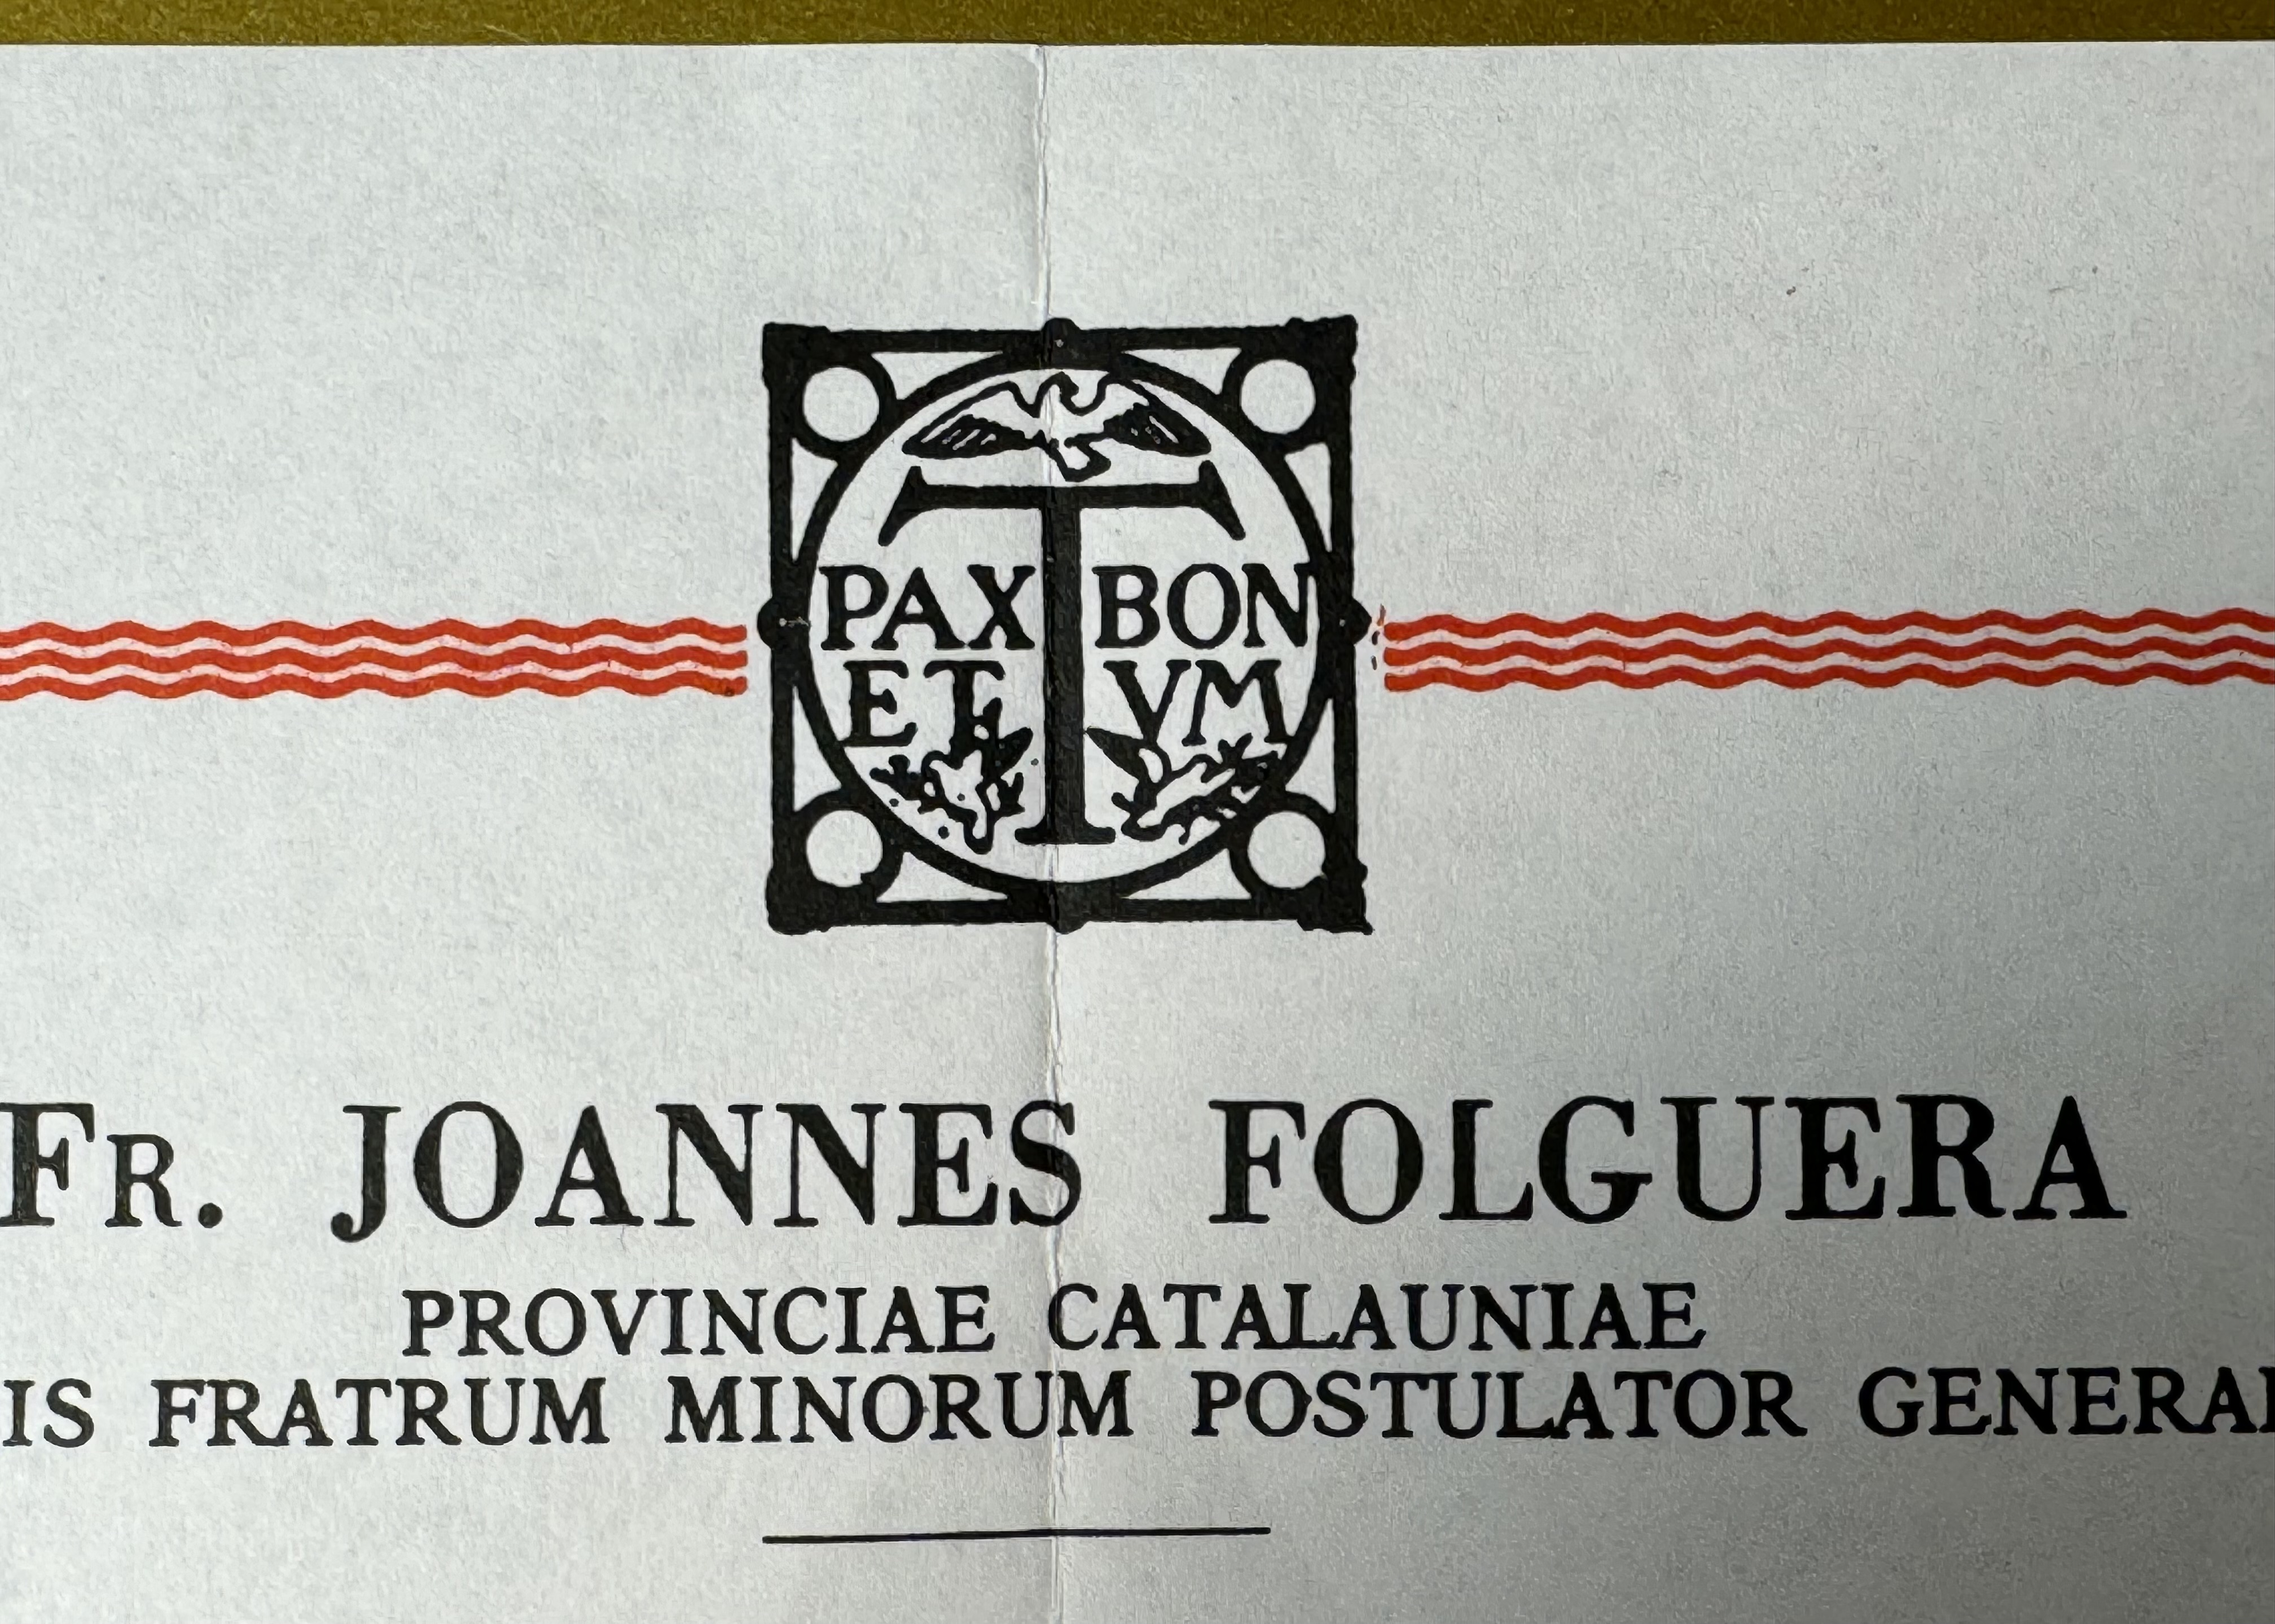 PAX BON
ET VM
FR. JOANNES FOLGUERA
PROVINCIAE CATALAUNIAE
IS FRATRUM MINORUM POSTULATOR GENERA